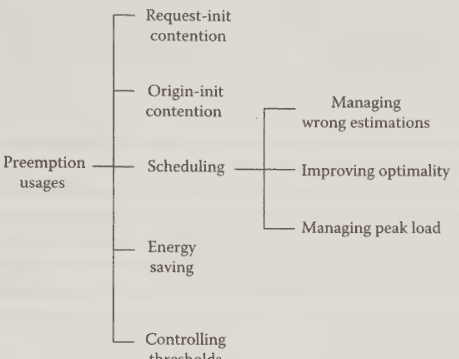 Request-init
contention
Origin-init
contention
Preemption
usages
Scheduling
Managing
wrong estimations
Improving optimality
Managing peak load
Energy
saving
Controlling
thresholds